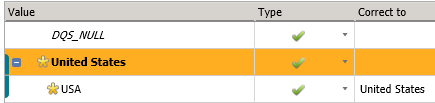 Value Type Correct to
DQS_NULL
United States
USA United States